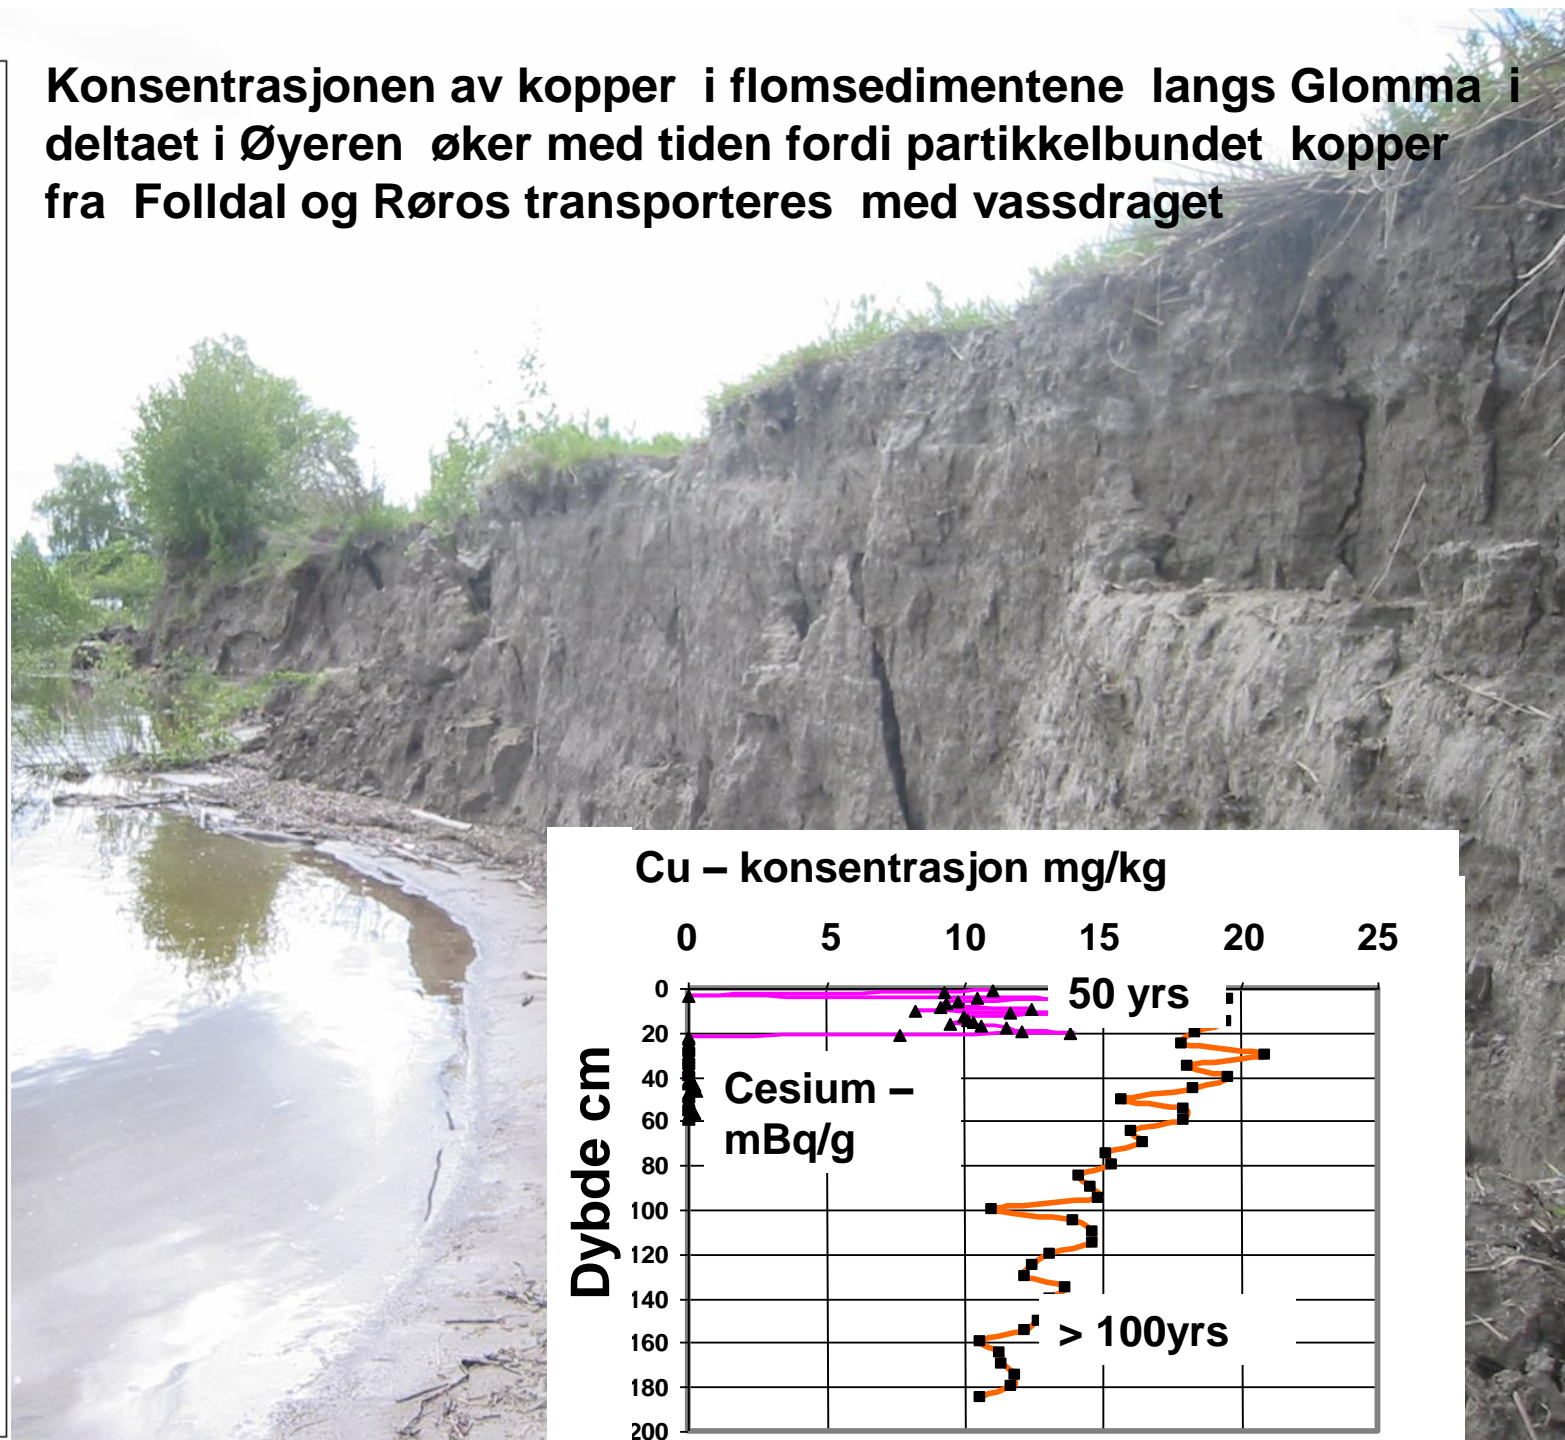 Konsentrasjonen av kopper i flomsedimentene langs Glomma i
deltaet i Øyeren øker med tiden fordi partikkelbundet kopper
fra Folldal og Røros transporteres med vassdraget
Cu – konsentrasjon mg/kg
0 5 10 15 20 25
50 yrs
Cesium –
mBq/g
> 100yrs
Dybde cm
0
20
40
60
80
100
120
140
160
180
200